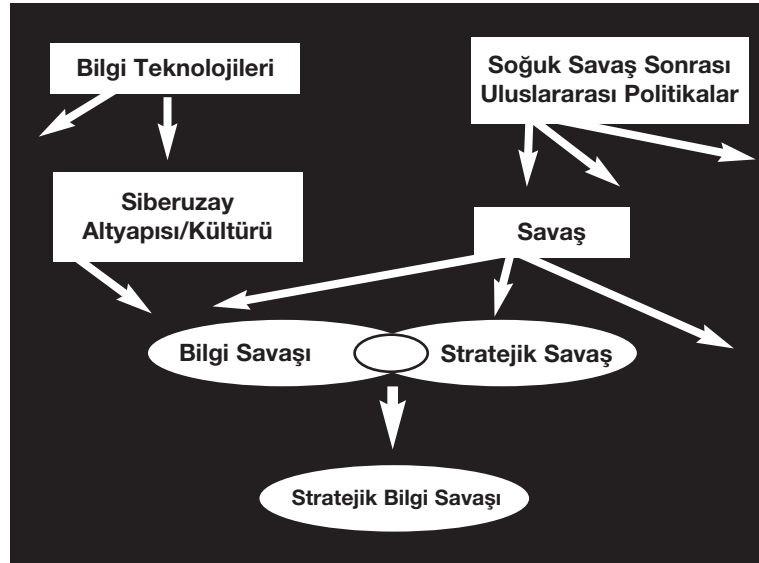 Bilgi Teknolojileri
Soğuk Savaş Sonrası
Uluslararası Politikalar
Siberuzay
Altyapısı/Kültürü
Savaş
Bilgi Savaşı
Stratejik Savaş
Stratejik Bilgi Savaşı